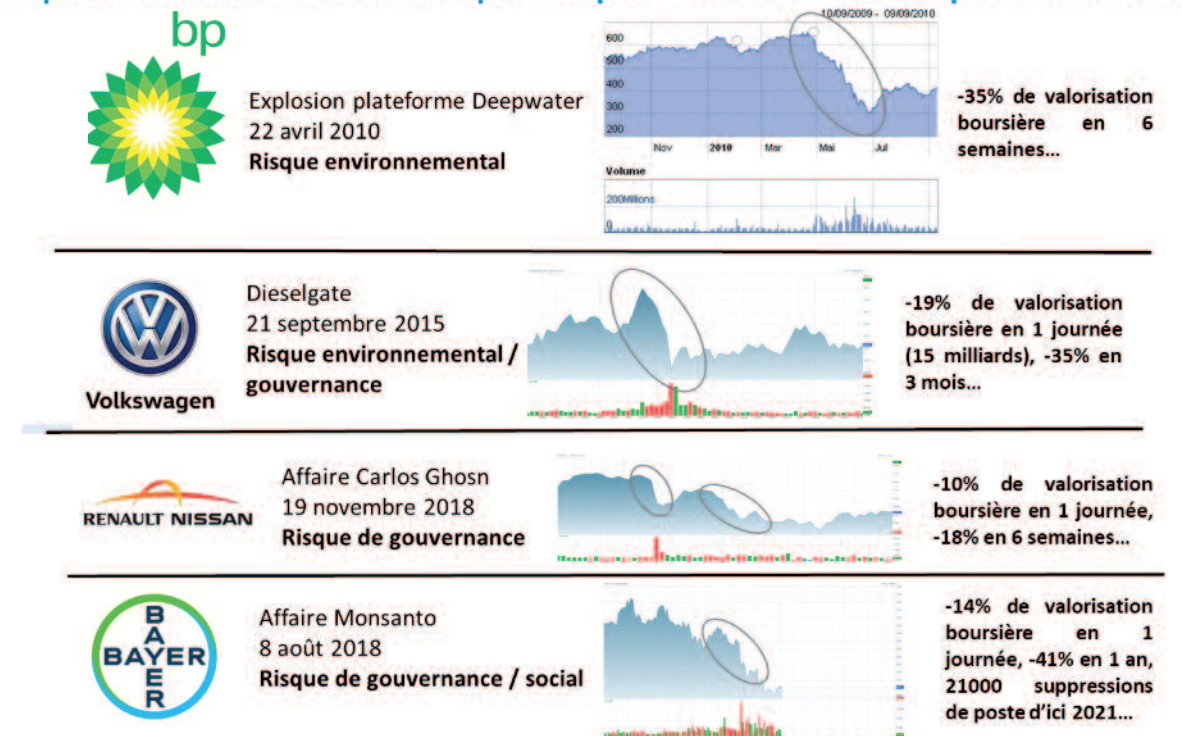 bp
Explosion plateforme Deepwater
22 avril 2010
Risque environnemental
10/09/2009 - 09/09/2010
600
500
400
300
200
Nov 2010 Mar Mai Jul
Volume
200Millions
0
-35% de valorisation
boursière en 6
semaines...
Volkswagen
Dieselgate
21 septembre 2015
Risque environnemental /
gouvernance
-19% de valorisation
boursière en 1 journée
(15 milliards), -35% en
3 mois...
RENAULT NISSAN
Affaire Carlos Ghosn
19 novembre 2018
Risque de gouvernance
-10% de valorisation
boursière en 1 journée,
-18% en 6 semaines...
BAYER
BAYER
Affaire Monsanto
8 août 2018
Risque de gouvernance / social
-14% de valorisation
boursière en 1
journée, -41% en 1 an,
21000 suppressions
de poste d'ici 2021...